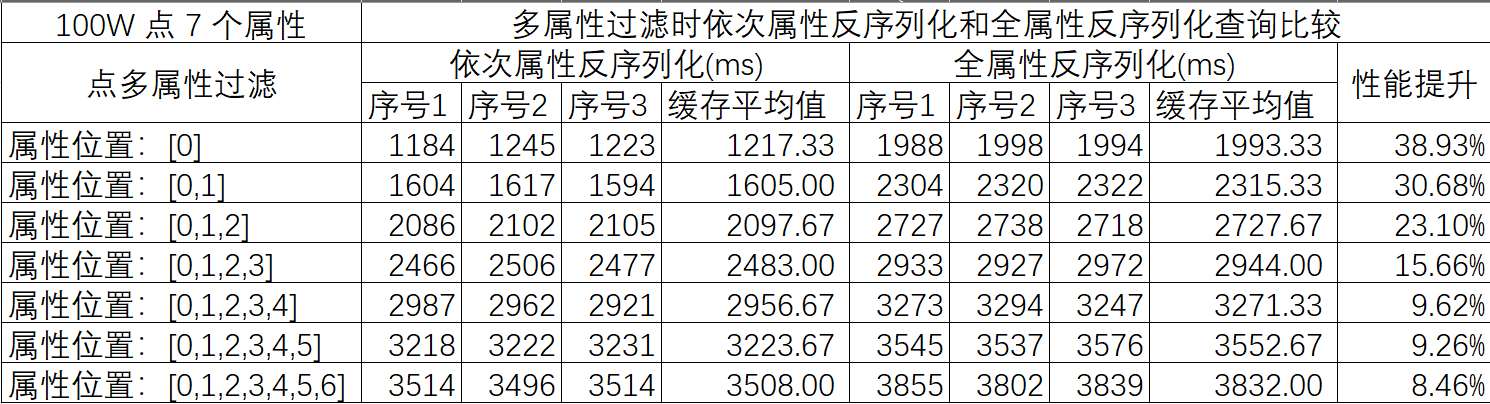 100W 点 7 个属性 多属性过滤时依次属性反序列化和全属性反序列化查询比较
点多属性过滤 依次属性反序列化(ms) 全属性反序列化(ms) 性能提升
序号1 序号2 序号3 缓存平均值 序号1 序号2 序号3 缓存平均值
属性位置：[0] 1184 1245 1223 1217.33 1988 1998 1994 1993.33 38.93%
属性位置：[0,1] 1604 1617 1594 1605.00 2304 2320 2322 2315.33 30.68%
属性位置：[0,1,2] 2086 2102 2105 2097.67 2727 2738 2718 2727.67 23.10%
属性位置：[0,1,2,3] 2466 2506 2477 2483.00 2933 2927 2972 2944.00 15.66%
属性位置：[0,1,2,3,4] 2987 2962 2921 2956.67 3273 3294 3247 3271.33 9.62%
属性位置：[0,1,2,3,4,5] 3218 3222 3231 3223.67 3545 3537 3576 3552.67 9.26%
属性位置：[0,1,2,3,4,5,6] 3514 3496 3514 3508.00 3855 3802 3839 3832.00 8.46%